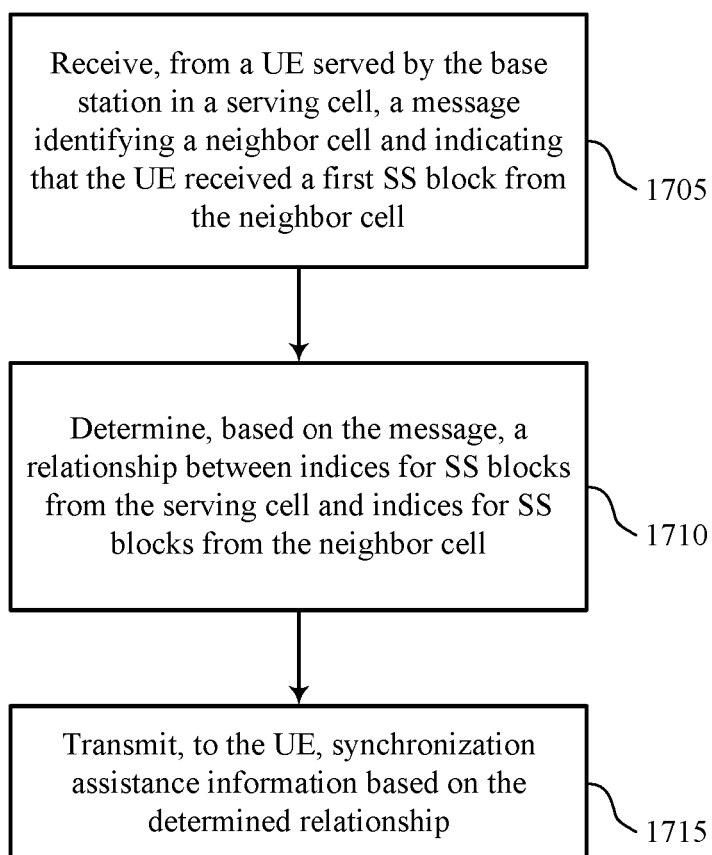 Receive, from a UE served by the base
station in a serving cell, a message
identifying a neighbor cell and indicating
that the UE received a first SS block from
the neighbor cell
1705
Determine, based on the message, a
relationship between indices for SS blocks
from the serving cell and indices for SS
blocks from the neighbor cell
1710
Transmit, to the UE, synchronization
assistance information based on the
determined relationship
1715